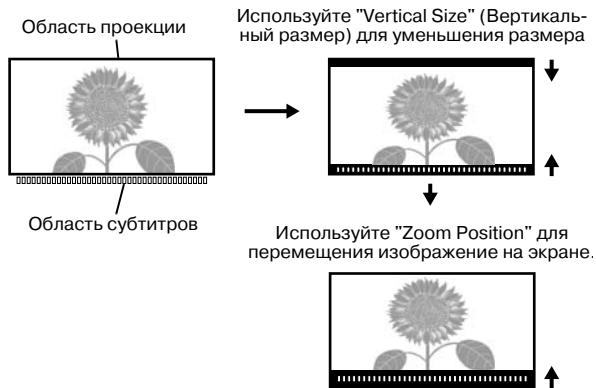 Область проекции
Используйте "Vertical Size" (Вертикаль-
ный размер) для уменьшения размера
Область субтитров
Используйте "Zoom Position" для
перемещения изображение на экране.